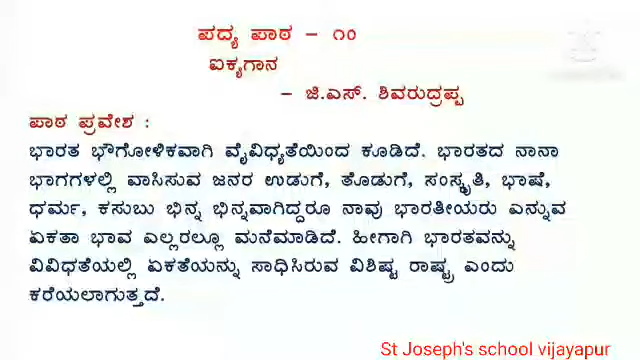 ಪದ್ಯ ಪಾಠ – ೧೦
ಐಕ್ಯಗಾನ
– ಜಿ.ಎಸ್. ಶಿವರುದ್ರಪ್ಪ
ಪಾಠ ಪ್ರವೇಶ :
ಭಾರತ ಭೌಗೋಳಿಕವಾಗಿ ವೈವಿಧ್ಯತೆಯಿಂದ ಕೂಡಿದೆ. ಭಾರತದ ನಾನಾ
ಭಾಗಗಳಲ್ಲಿ ವಾಸಿಸುವ ಜನರ ಉಡುಗೆ, ತೊಡುಗೆ, ಸಂಸ್ಕೃತಿ, ಭಾಷೆ,
ಧರ್ಮ, ಕಸುಬು ಭಿನ್ನ ಭಿನ್ನವಾಗಿದ್ದರೂ ನಾವು ಭಾರತೀಯರು ಎನ್ನುವ
ಏಕತಾ ಭಾವ ಎಲ್ಲರಲ್ಲೂ ಮನೆಮಾಡಿದೆ. ಹೀಗಾಗಿ ಭಾರತವನ್ನು
ವಿವಿಧತೆಯಲ್ಲಿ ಏಕತೆಯನ್ನು ಸಾಧಿಸಿರುವ ವಿಶಿಷ್ಟ ರಾಷ್ಟ್ರ ಎಂದು
ಕರೆಯಲಾಗುತ್ತದೆ.
St Joseph's school vijayapur